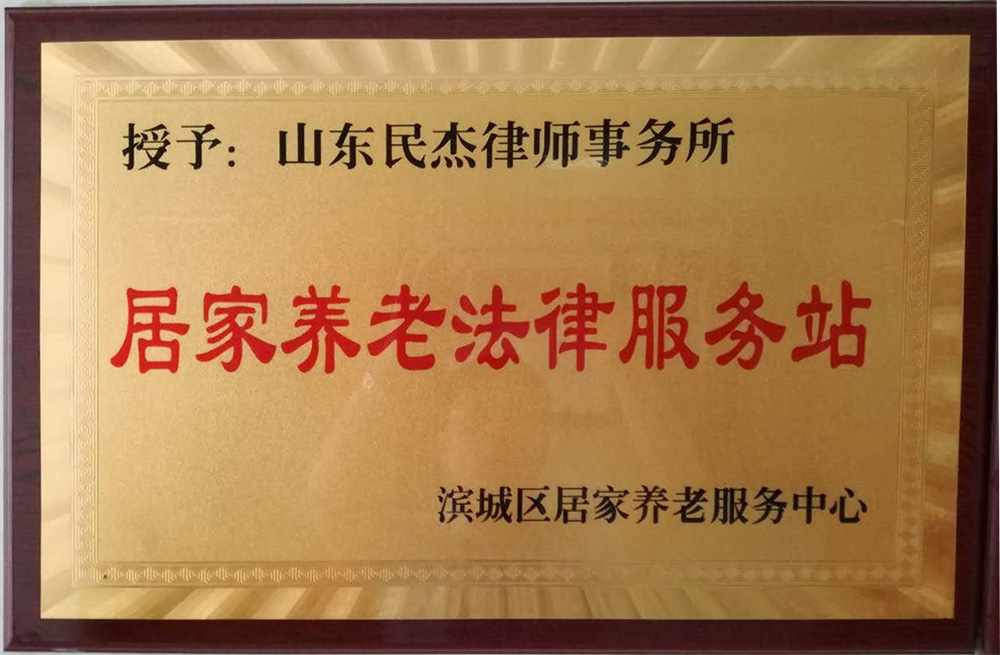 授予：山东民杰律师事务所
居家养老法律服务站
滨城区居家养老服务中心